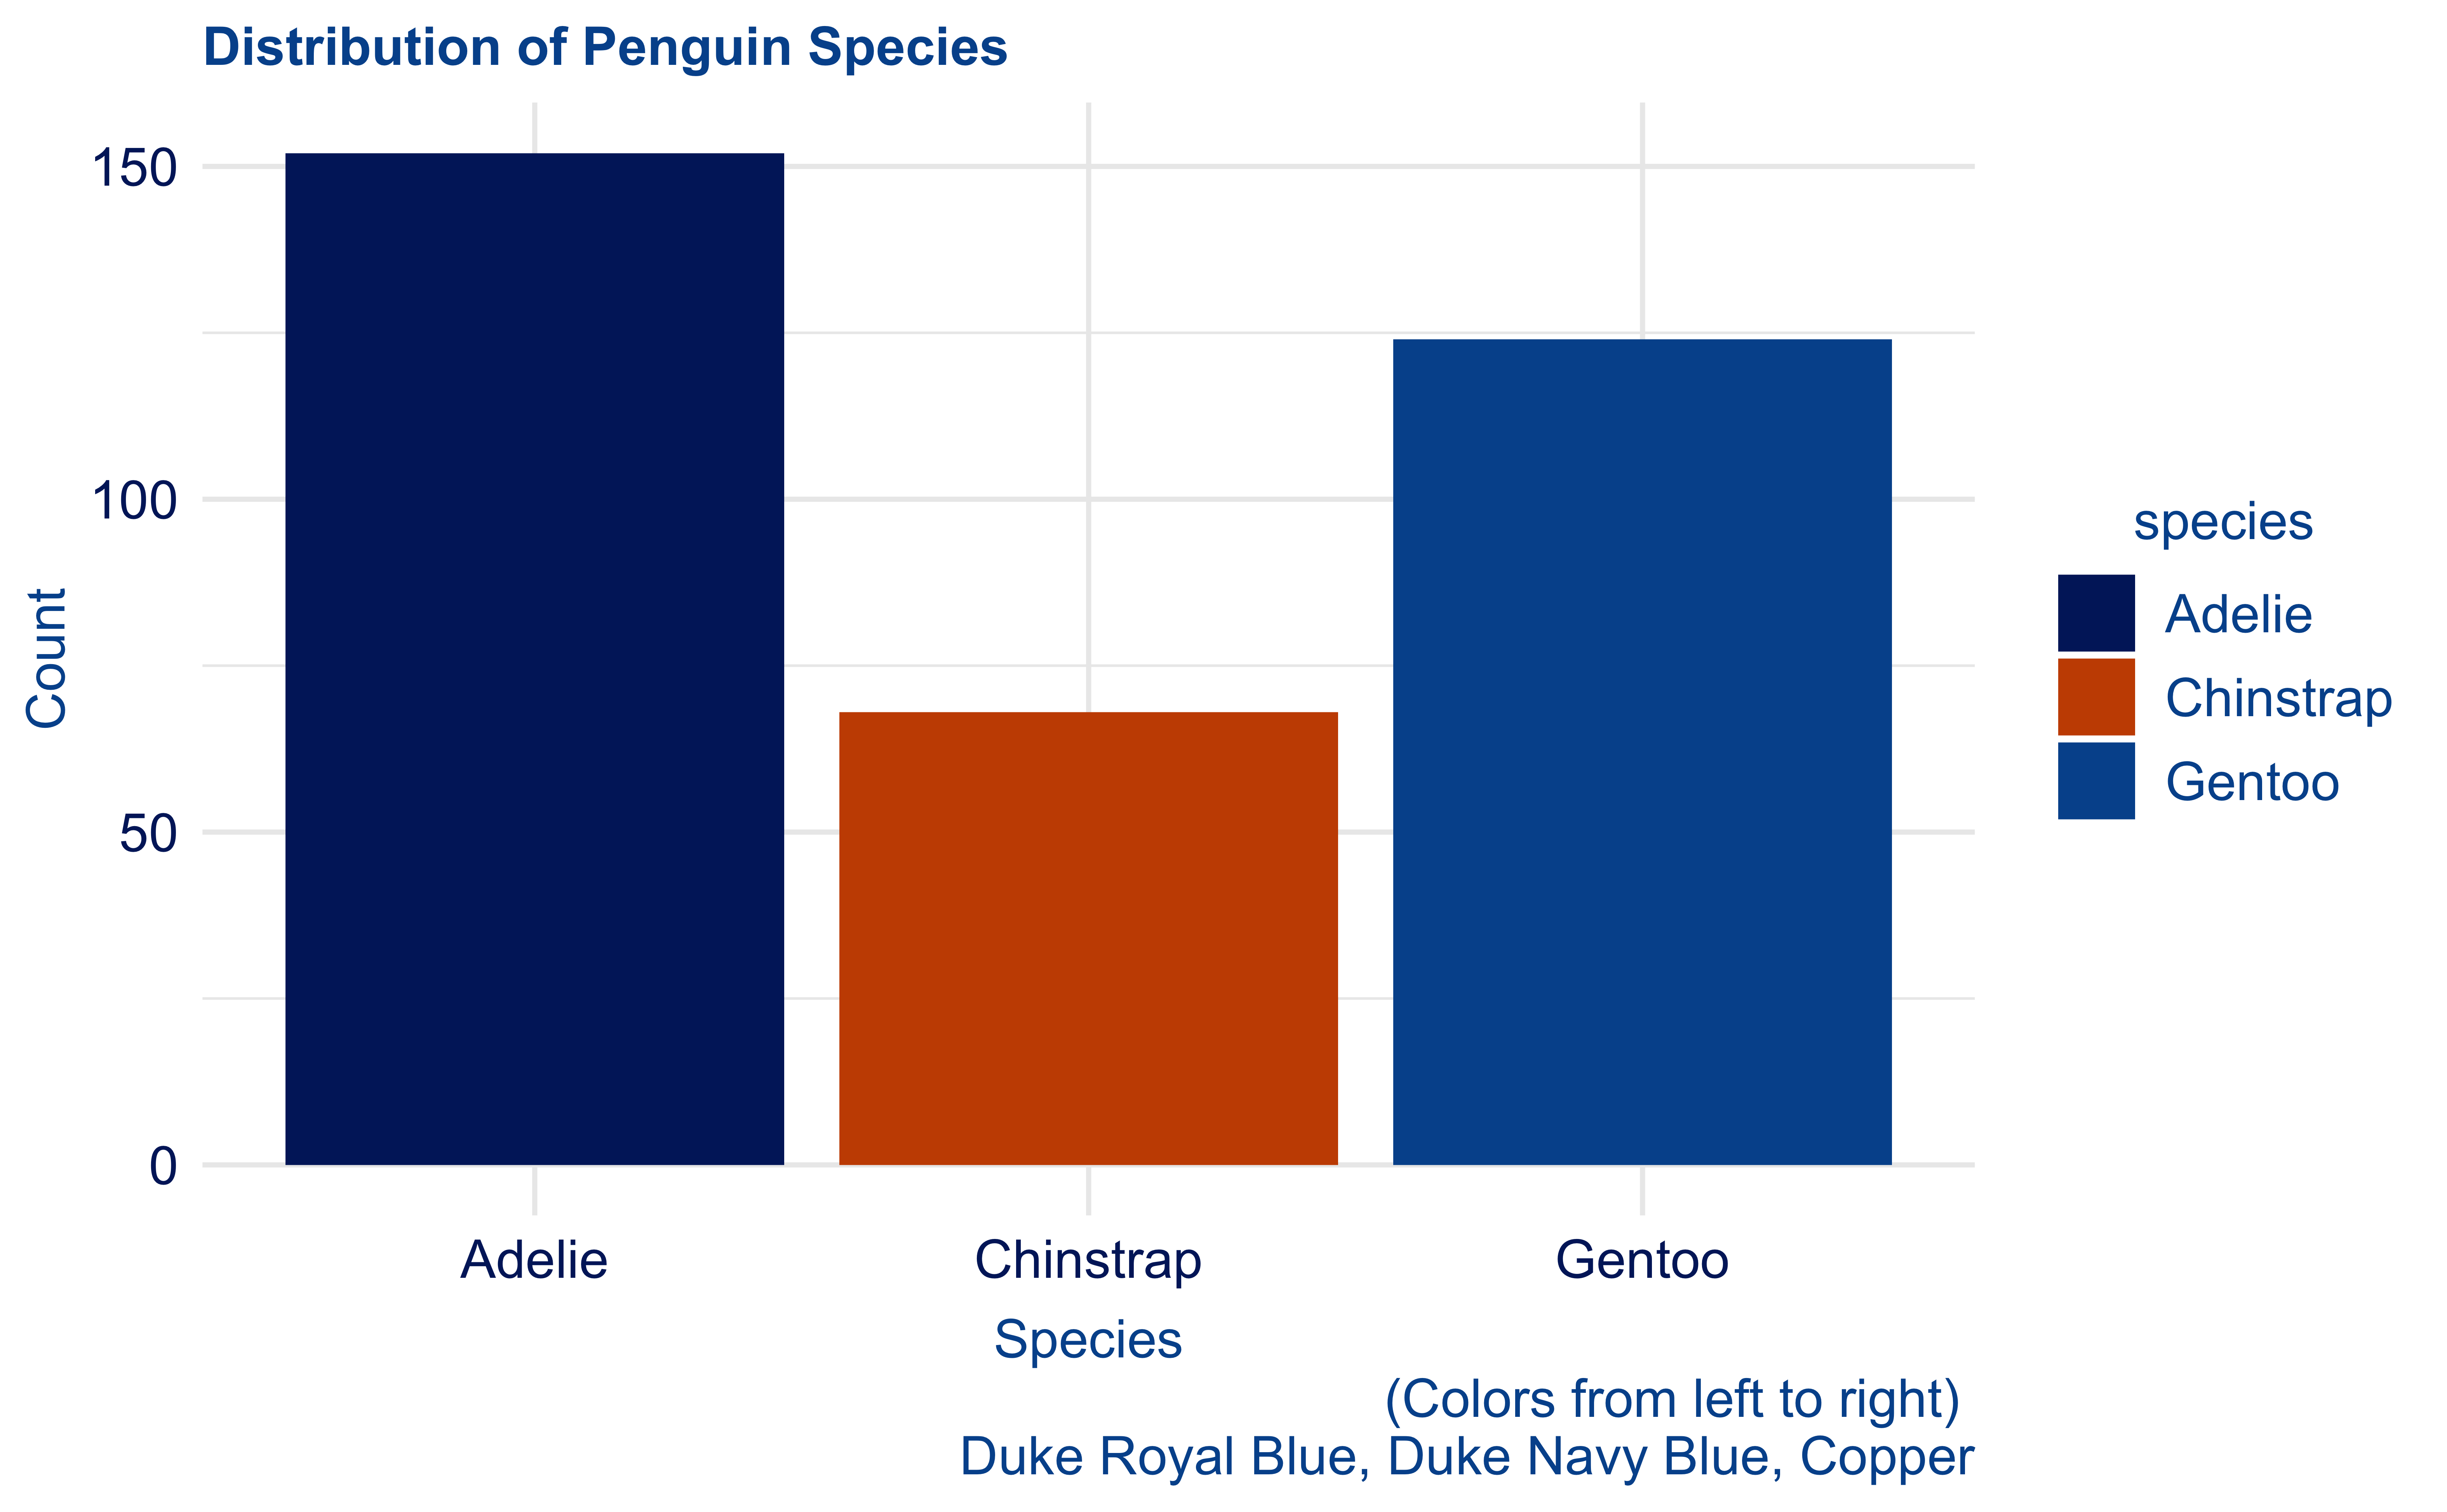 Distribution of Penguin Species
150
100
50
0
Count
Adelie
Chinstrap
Gentoo
Species
species
Adelie
Chinstrap
Gentoo
(Colors from left to right)
Duke Royal Blue, Duke Navy Blue, Copper